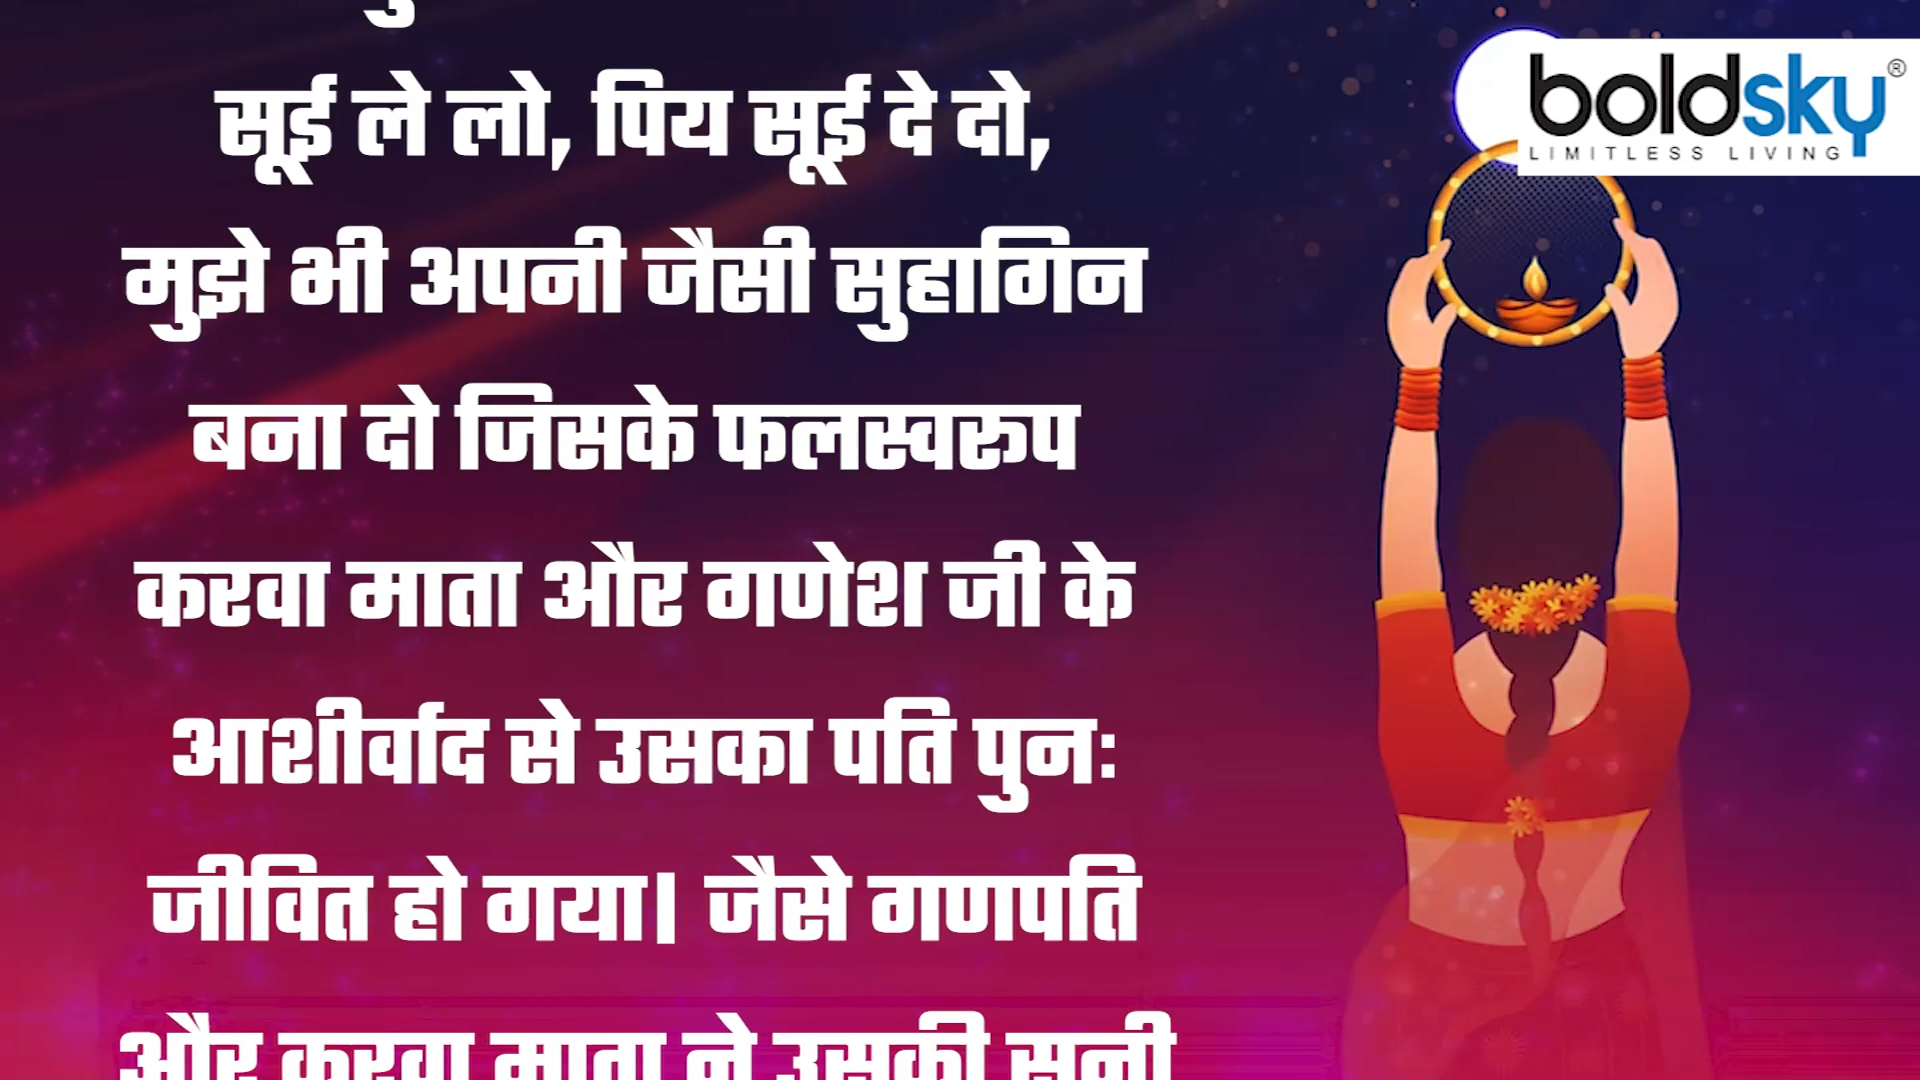 सूई ले लो, पिय सूई दे दो,
मुझे भी अपनी जैसी सुहागिन
बना दो जिसके फलस्वरूप
करवा माता और गणेश जी के
आशीर्वाद से उसका पति पुनः
जीवित हो गया। जैसे गणपति
और करवा माता ने उसकी सुनी
boldsky®
LIMITLESS LIVING